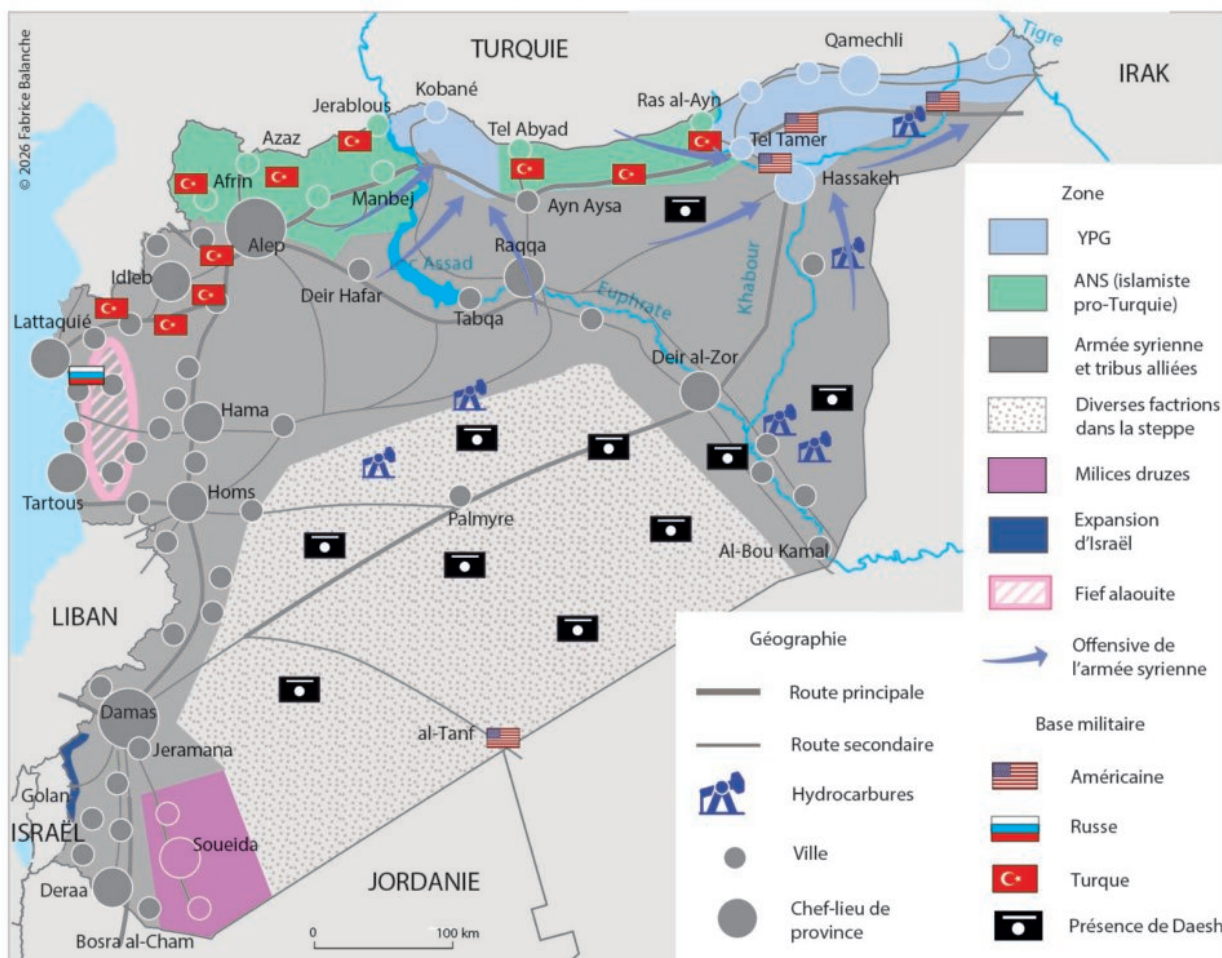 © 2026 Fabrice Balanche
TURQUIE
Qamechli
Tigre
IRAK
Kobané
Jerablous
Ras al-Ayn
Azaz
Tel Abyad
Tel Tamer
Afrin
Manbej
Hassakeh
Ayn Aysa
Alep
Raqqa
Idleb
Assad
Khabour
Deir Hafar
Euphrate
Tabqa
Lattaquié
Deir al-Zor
Hama
Tartous
Homs
Palmyre
Al-Bou Kamal
LIBAN
Damas
al-Tanf
Jeramana
Golan
ISRAËL
Soueida
JORDANIE
Deraa
Bosra al-Cham
0
100 km
Zone
YPG
ANS (islamiste
pro-Turquie)
Armée syrienne
et tribus alliées
Diverses factrions
dans la steppe
Milices druzes
Expansion
d'Israël
Fief alaouite
Offensive de
l'armée syrienne
Géographie
Route principale
Route secondaire
Hydrocarbures
Ville
Chef-lieu de
province
Base militaire
Américaine
Russe
Turque
Présence de Daesh